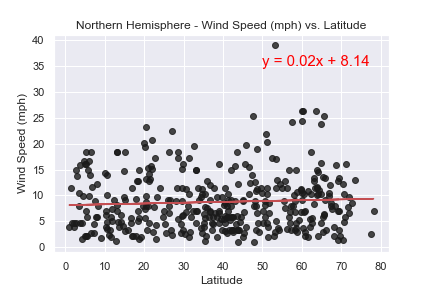 Northern Hemisphere - Wind Speed (mph) vs. Latitude
40
35
30
25
20
15
10
5
0
Wind Speed (mph)
y = 0.02x + 8.14
0 10 20 30 40 50 60 70 80
Latitude